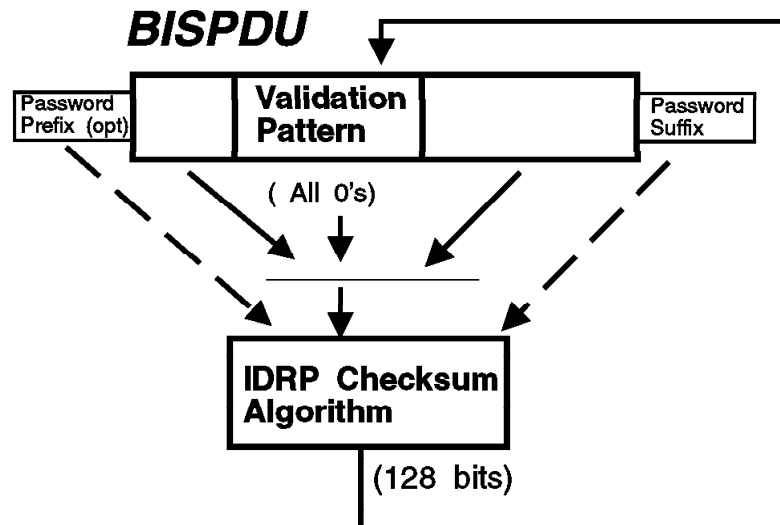 BISPDU
Password
Prefix (opt)
Validation
Pattern
Password
Suffix
( All 0's)
IDRP Checksum
Algorithm
(128 bits)